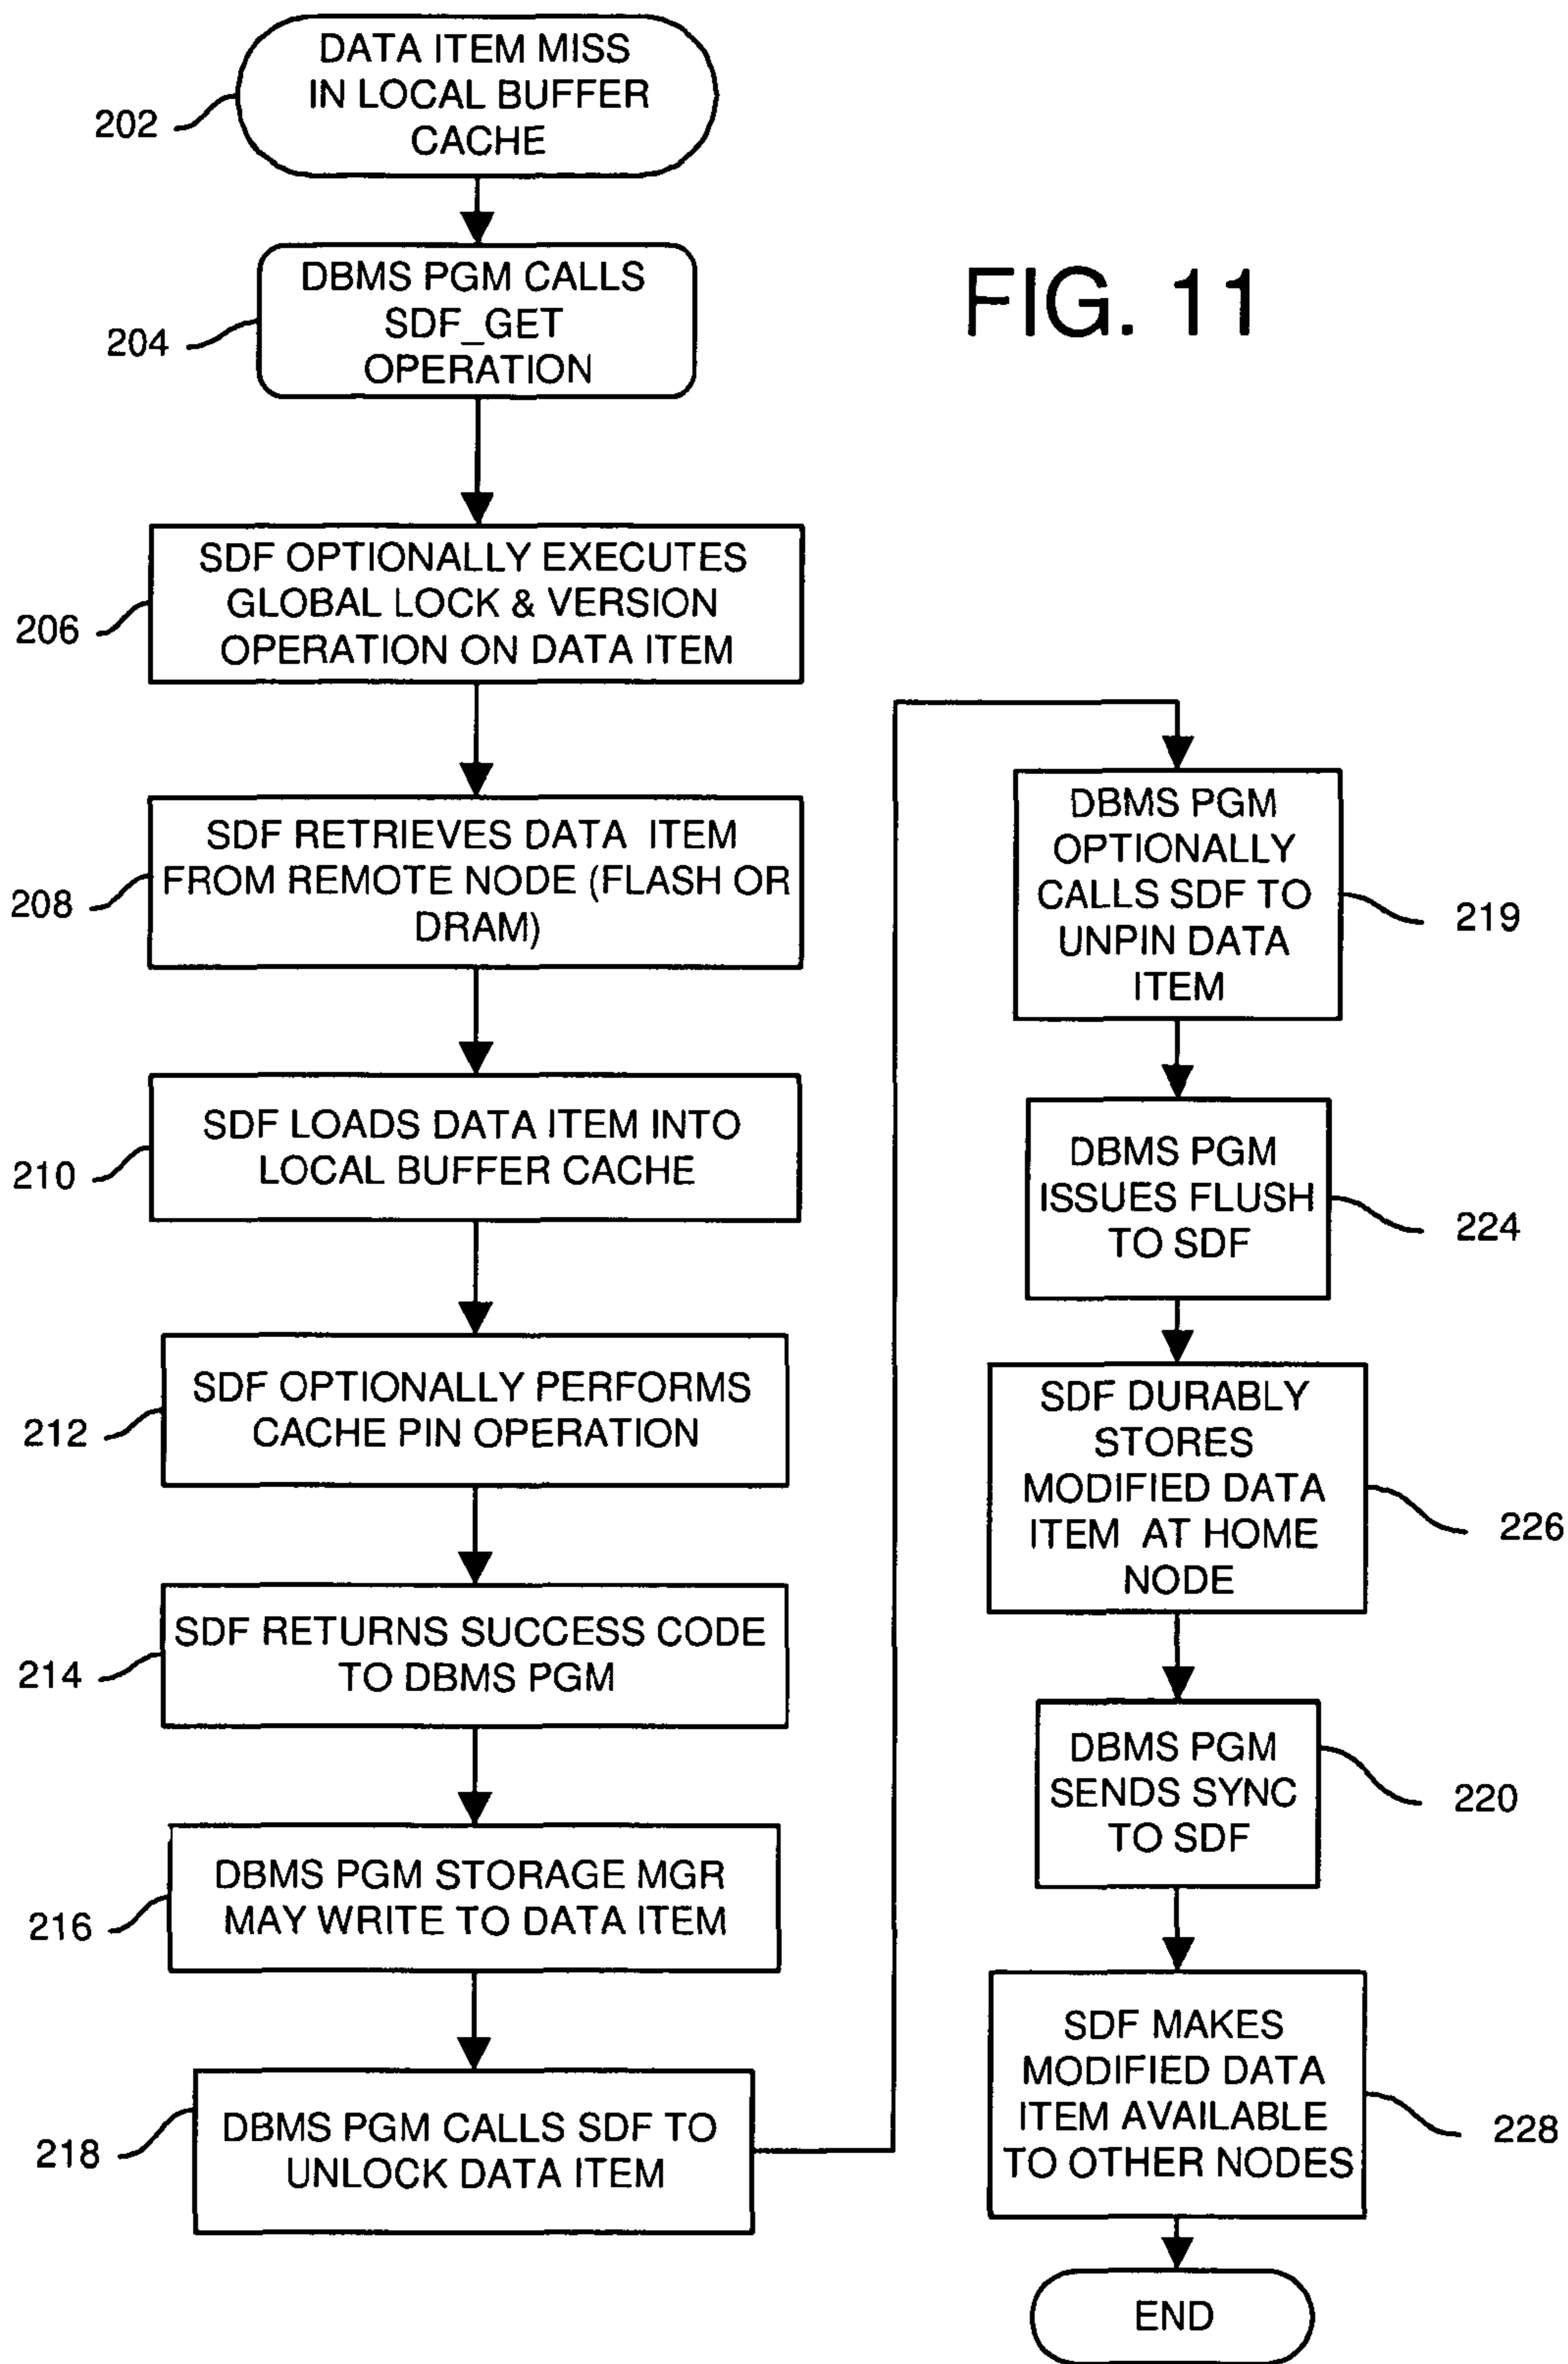 DATA ITEM MISS
IN LOCAL BUFFER
CACHE
202
DBMS PGM CALLS
SDF_GET
OPERATION
204
FIG. 11
SDF OPTIONALLY EXECUTES
GLOBAL LOCK & VERSION
OPERATION ON DATA ITEM
206
SDF RETRIEVES DATA ITEM
FROM REMOTE NODE (FLASH OR
DRAM)
208
SDF LOADS DATA ITEM INTO
LOCAL BUFFER CACHE
210
SDF OPTIONALLY PERFORMS
CACHE PIN OPERATION
212
SDF RETURNS SUCCESS CODE
TO DBMS PGM
214
DBMS PGM STORAGE MGR
MAY WRITE TO DATA ITEM
216
DBMS PGM CALLS SDF TO
UNLOCK DATA ITEM
218
DBMS PGM
OPTIONALLY
CALLS SDF TO
UNPIN DATA
ITEM
219
DBMS PGM
ISSUES FLUSH
TO SDF
224
SDF DURABLY
STORES
MODIFIED DATA
ITEM AT HOME
NODE
226
DBMS PGM
SENDS SYNC
TO SDF
220
SDF MAKES
MODIFIED DATA
ITEM AVAILABLE
TO OTHER NODES
228
END